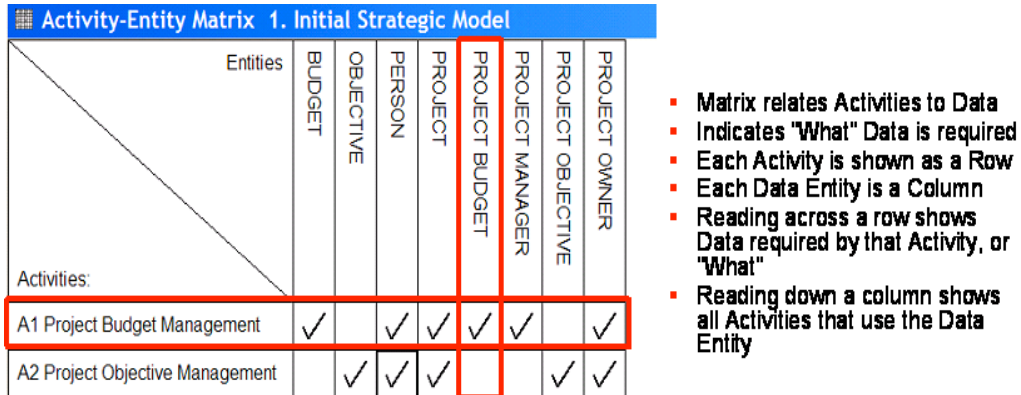 Activity-Entity Matrix 1. Initial Strategic Model
Entities
BUDGET
OBJECTIVE
PERSON
PROJECT
PROJECT BUDGET
PROJECT MANAGER
PROJECT OBJECTIVE
PROJECT OWNER
Activities:
A1 Project Budget Management ✓ ✓ ✓ ✓ ✓ ✓
A2 Project Objective Management ✓ ✓ ✓ ✓ ✓
▪ Matrix relates Activities to Data
▪ Indicates "What" Data is required
▪ Each Activity is shown as a Row
▪ Each Data Entity is a Column
▪ Reading across a row shows
Data required by that Activity, or
"What"
▪ Reading down a column shows
all Activities that use the Data
Entity